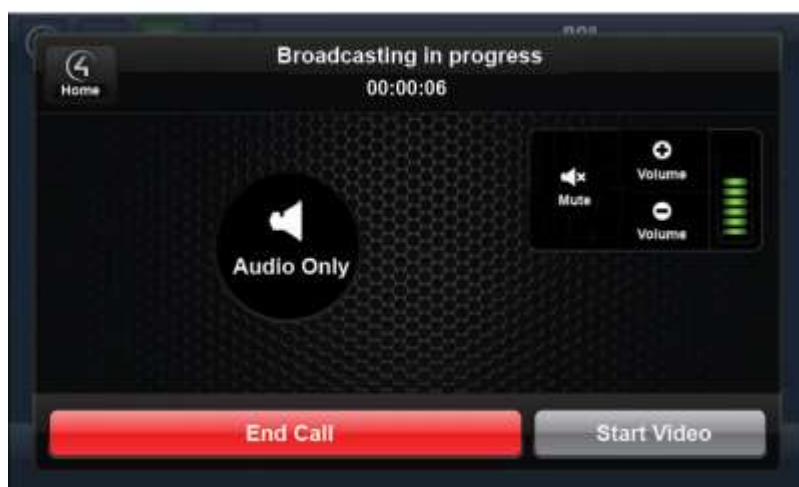 Broadcasting in progress
00:00:06
Home
Audio Only
Mute
Volume
Volume
End Call
Start Video